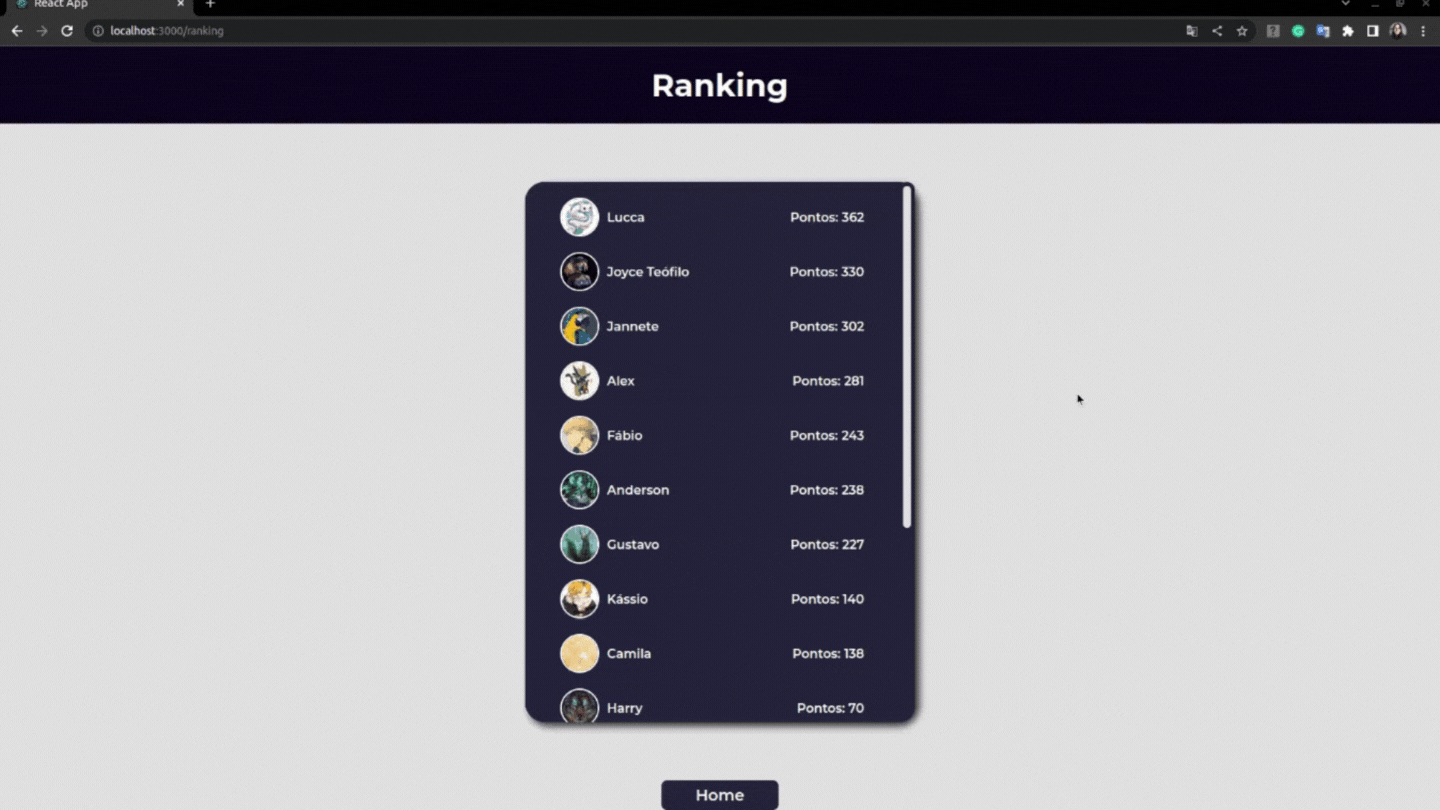 React App
localhost:3000/ranking
Ranking
Lucca Pontos: 362
Joyce Teófilo Pontos: 330
Jannete Pontos: 302
Alex Pontos: 281
Fábio Pontos: 243
Anderson Pontos: 238
Gustavo Pontos: 227
Kássio Pontos: 140
Camila Pontos: 138
Harry Pontos: 70
Home